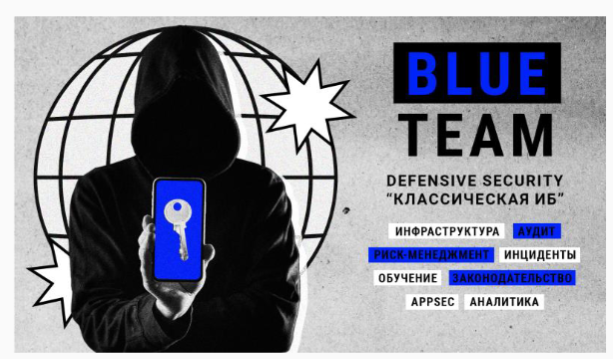 BLUE
TEAM
DEFENSIVE SECURITY
“КЛАССИЧЕСКАЯ ИБ”
ИНФРАСТРУКТУРА АУДИТ
РИСК-МЕНЕДЖМЕНТ ИНЦИДЕНТЫ
ОБУЧЕНИЕ ЗАКОНОДАТЕЛЬСТВО
APPSEC АНАЛИТИКА